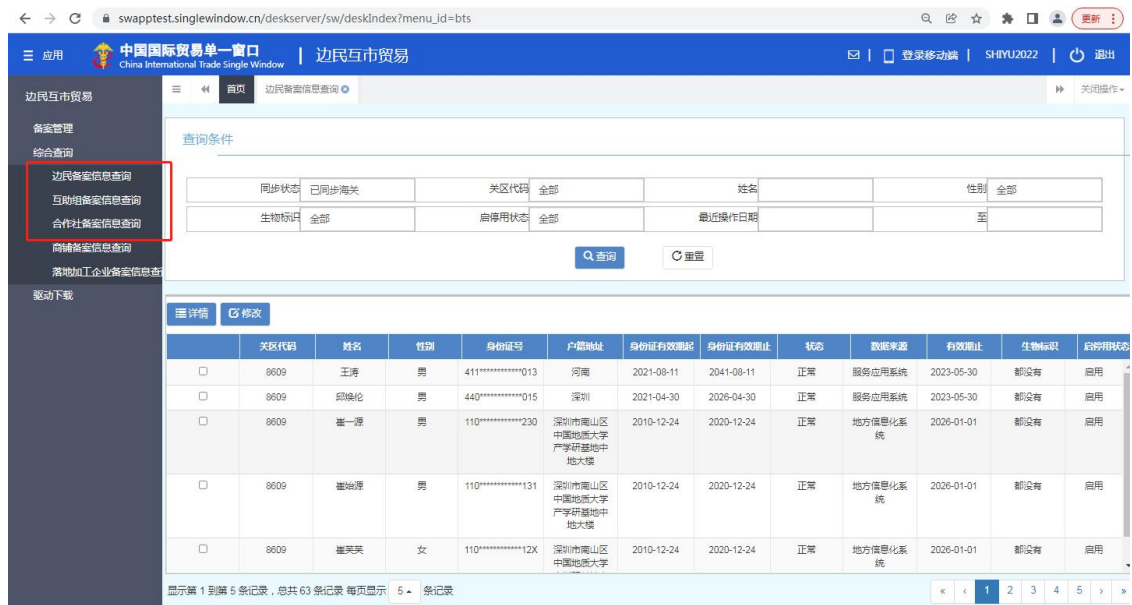 swapptest.singlewindow.cn/deskserver/sw/deskIndex?menu_id=bts
更新
应用
中国国际贸易单一窗口
China International Trade Single Window
边民互市贸易
登录移动端
SHIYU2022
退出
边民互市贸易
首页
边民备案信息查询
关闭操作
备案管理
综合查询
边民备案信息查询
互助组备案信息查询
合作社备案信息查询
商铺备案信息查询
落地加工企业备案信息查
驱动下载
查询条件
同步状态 已同步海关 关区代码 全部 姓名 性别 全部
生物标识 全部 启停用状态 全部 最近操作日期 至
查询 重置
详情 修改
关区代码 姓名 性别 身份证号 户籍地址 身份证有效期起 身份证有效期止 状态 数据来源 有效期止 生物标识 启停用状态
8609 王涛 男 411************013 河南 2021-08-11 2041-08-11 正常 服务应用系统 2023-05-30 都没有 启用
8609 邱焕伦 男 440************015 深圳 2021-04-30 2026-04-30 正常 服务应用系统 2023-05-30 都没有 启用
8609 崔一源 男 110************230 深圳市南山区 2010-12-24 2020-12-24 正常 地方信息化系 2026-01-01 都没有 启用
中国地质大学 统
产学研基地中
地大楼
8609 崔始源 男 110************131 深圳市南山区 2010-12-24 2020-12-24 正常 地方信息化系 2026-01-01 都没有 启用
中国地质大学 统
产学研基地中
地大楼
8609 崔芙芙 女 110************12X 深圳市南山区 2010-12-24 2020-12-24 正常 地方信息化系 2026-01-01 都没有 启用
中国地质大学 统
显示第 1 到第 5 条记录，总共 63 条记录 每页显示 5 条记录
« ‹ 1 2 3 4 5 › »